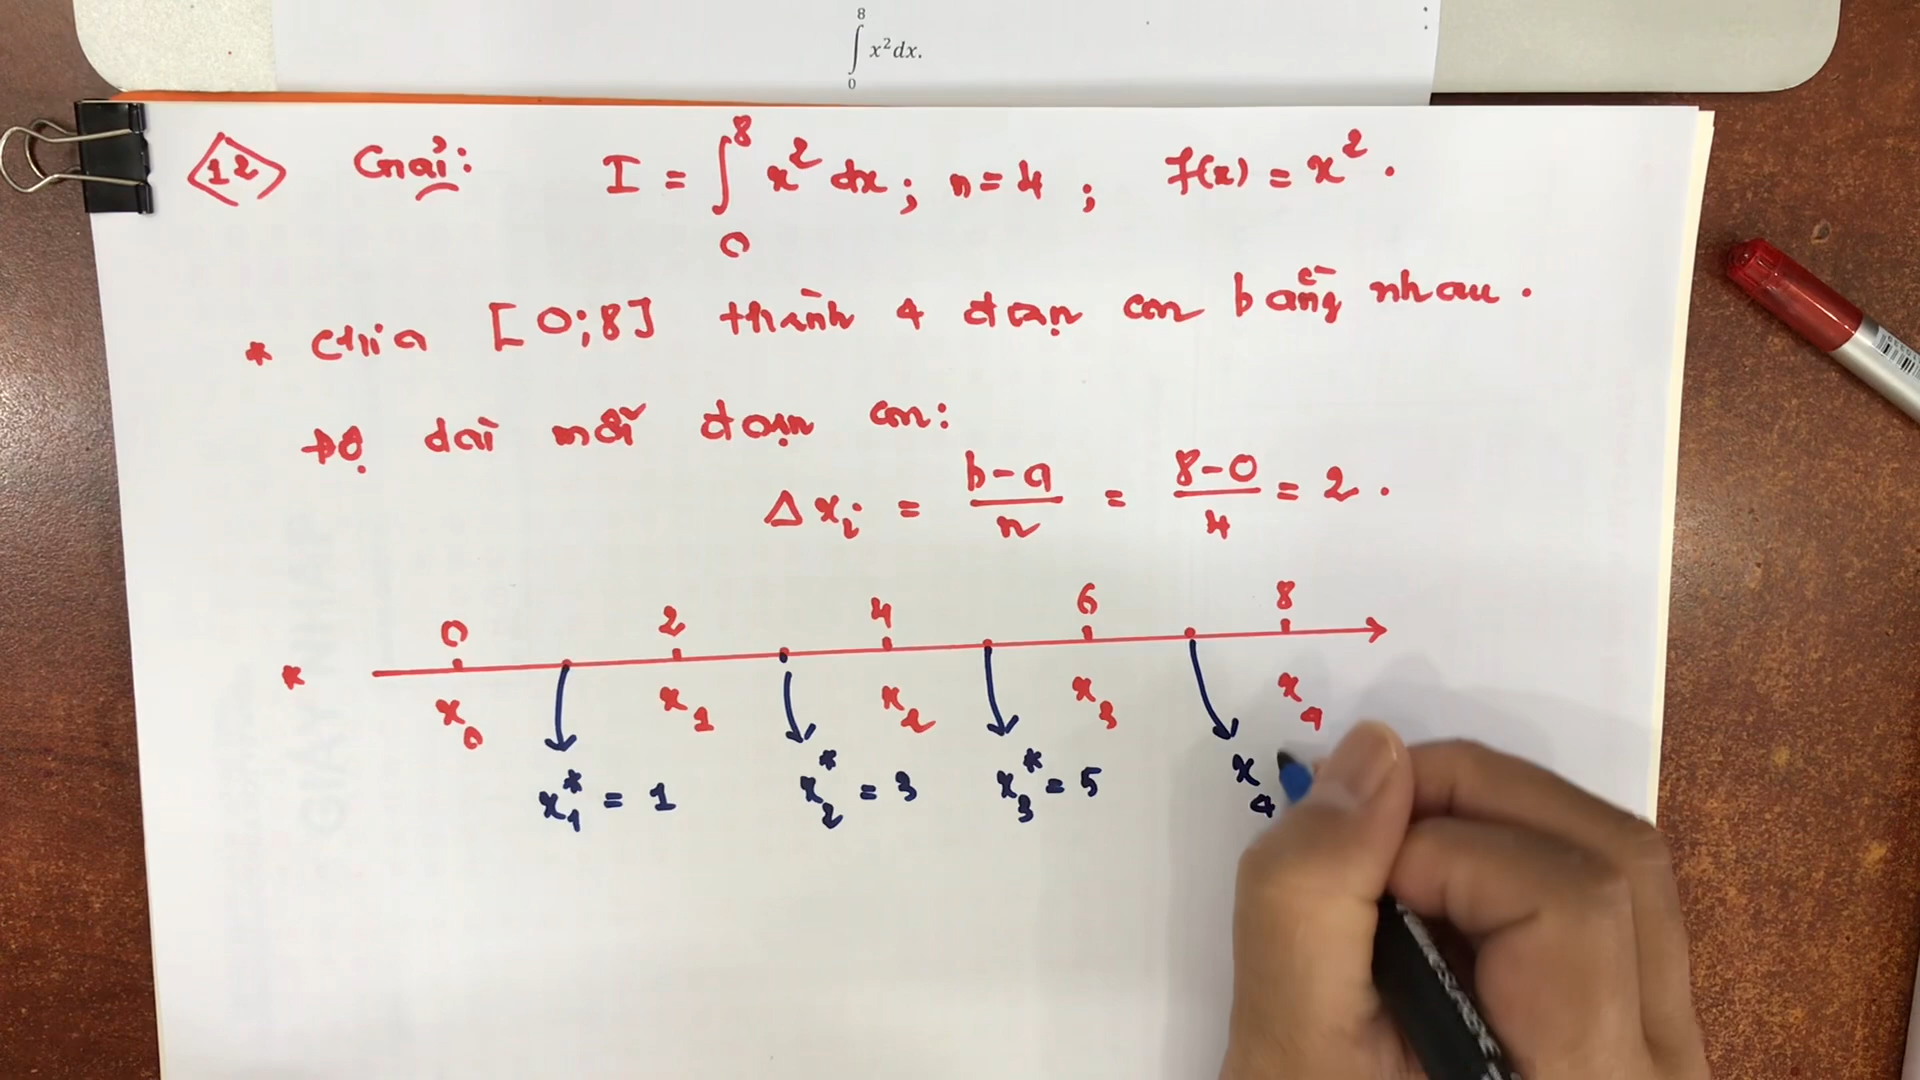 ∫₀⁸ x²dx.
12 Giải: I = ∫₀⁸ x² dx ; n = 4 ; f(x) = x².
* Chia [0;8] thành 4 đoạn con bằng nhau.
Độ dài mỗi đoạn con:
Δxᵢ = (b-a)/n = (8-0)/4 = 2.
0 2 4 6 8
* x₀ x₁ x₂ x₃ x₄
x₁* = 1 x₂* = 3 x₃* = 5 x₄